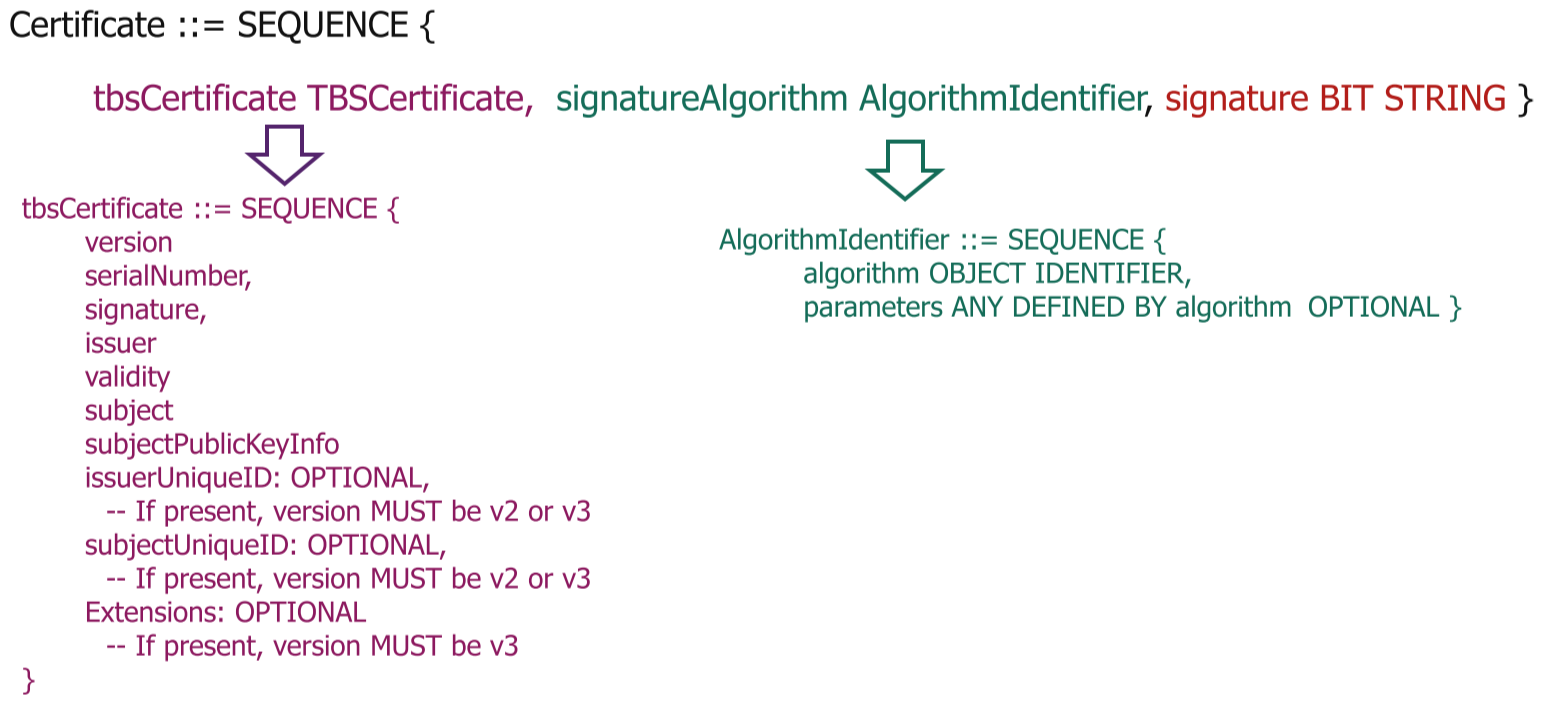 Certificate ::= SEQUENCE {
tbsCertificate TBSCertificate, signatureAlgorithm AlgorithmIdentifier, signature BIT STRING }
tbsCertificate ::= SEQUENCE {
version
serialNumber,
signature,
issuer
validity
subject
subjectPublicKeyInfo
issuerUniqueID: OPTIONAL,
-- If present, version MUST be v2 or v3
subjectUniqueID: OPTIONAL,
-- If present, version MUST be v2 or v3
Extensions: OPTIONAL
-- If present, version MUST be v3
}
AlgorithmIdentifier ::= SEQUENCE {
algorithm OBJECT IDENTIFIER,
parameters ANY DEFINED BY algorithm OPTIONAL }